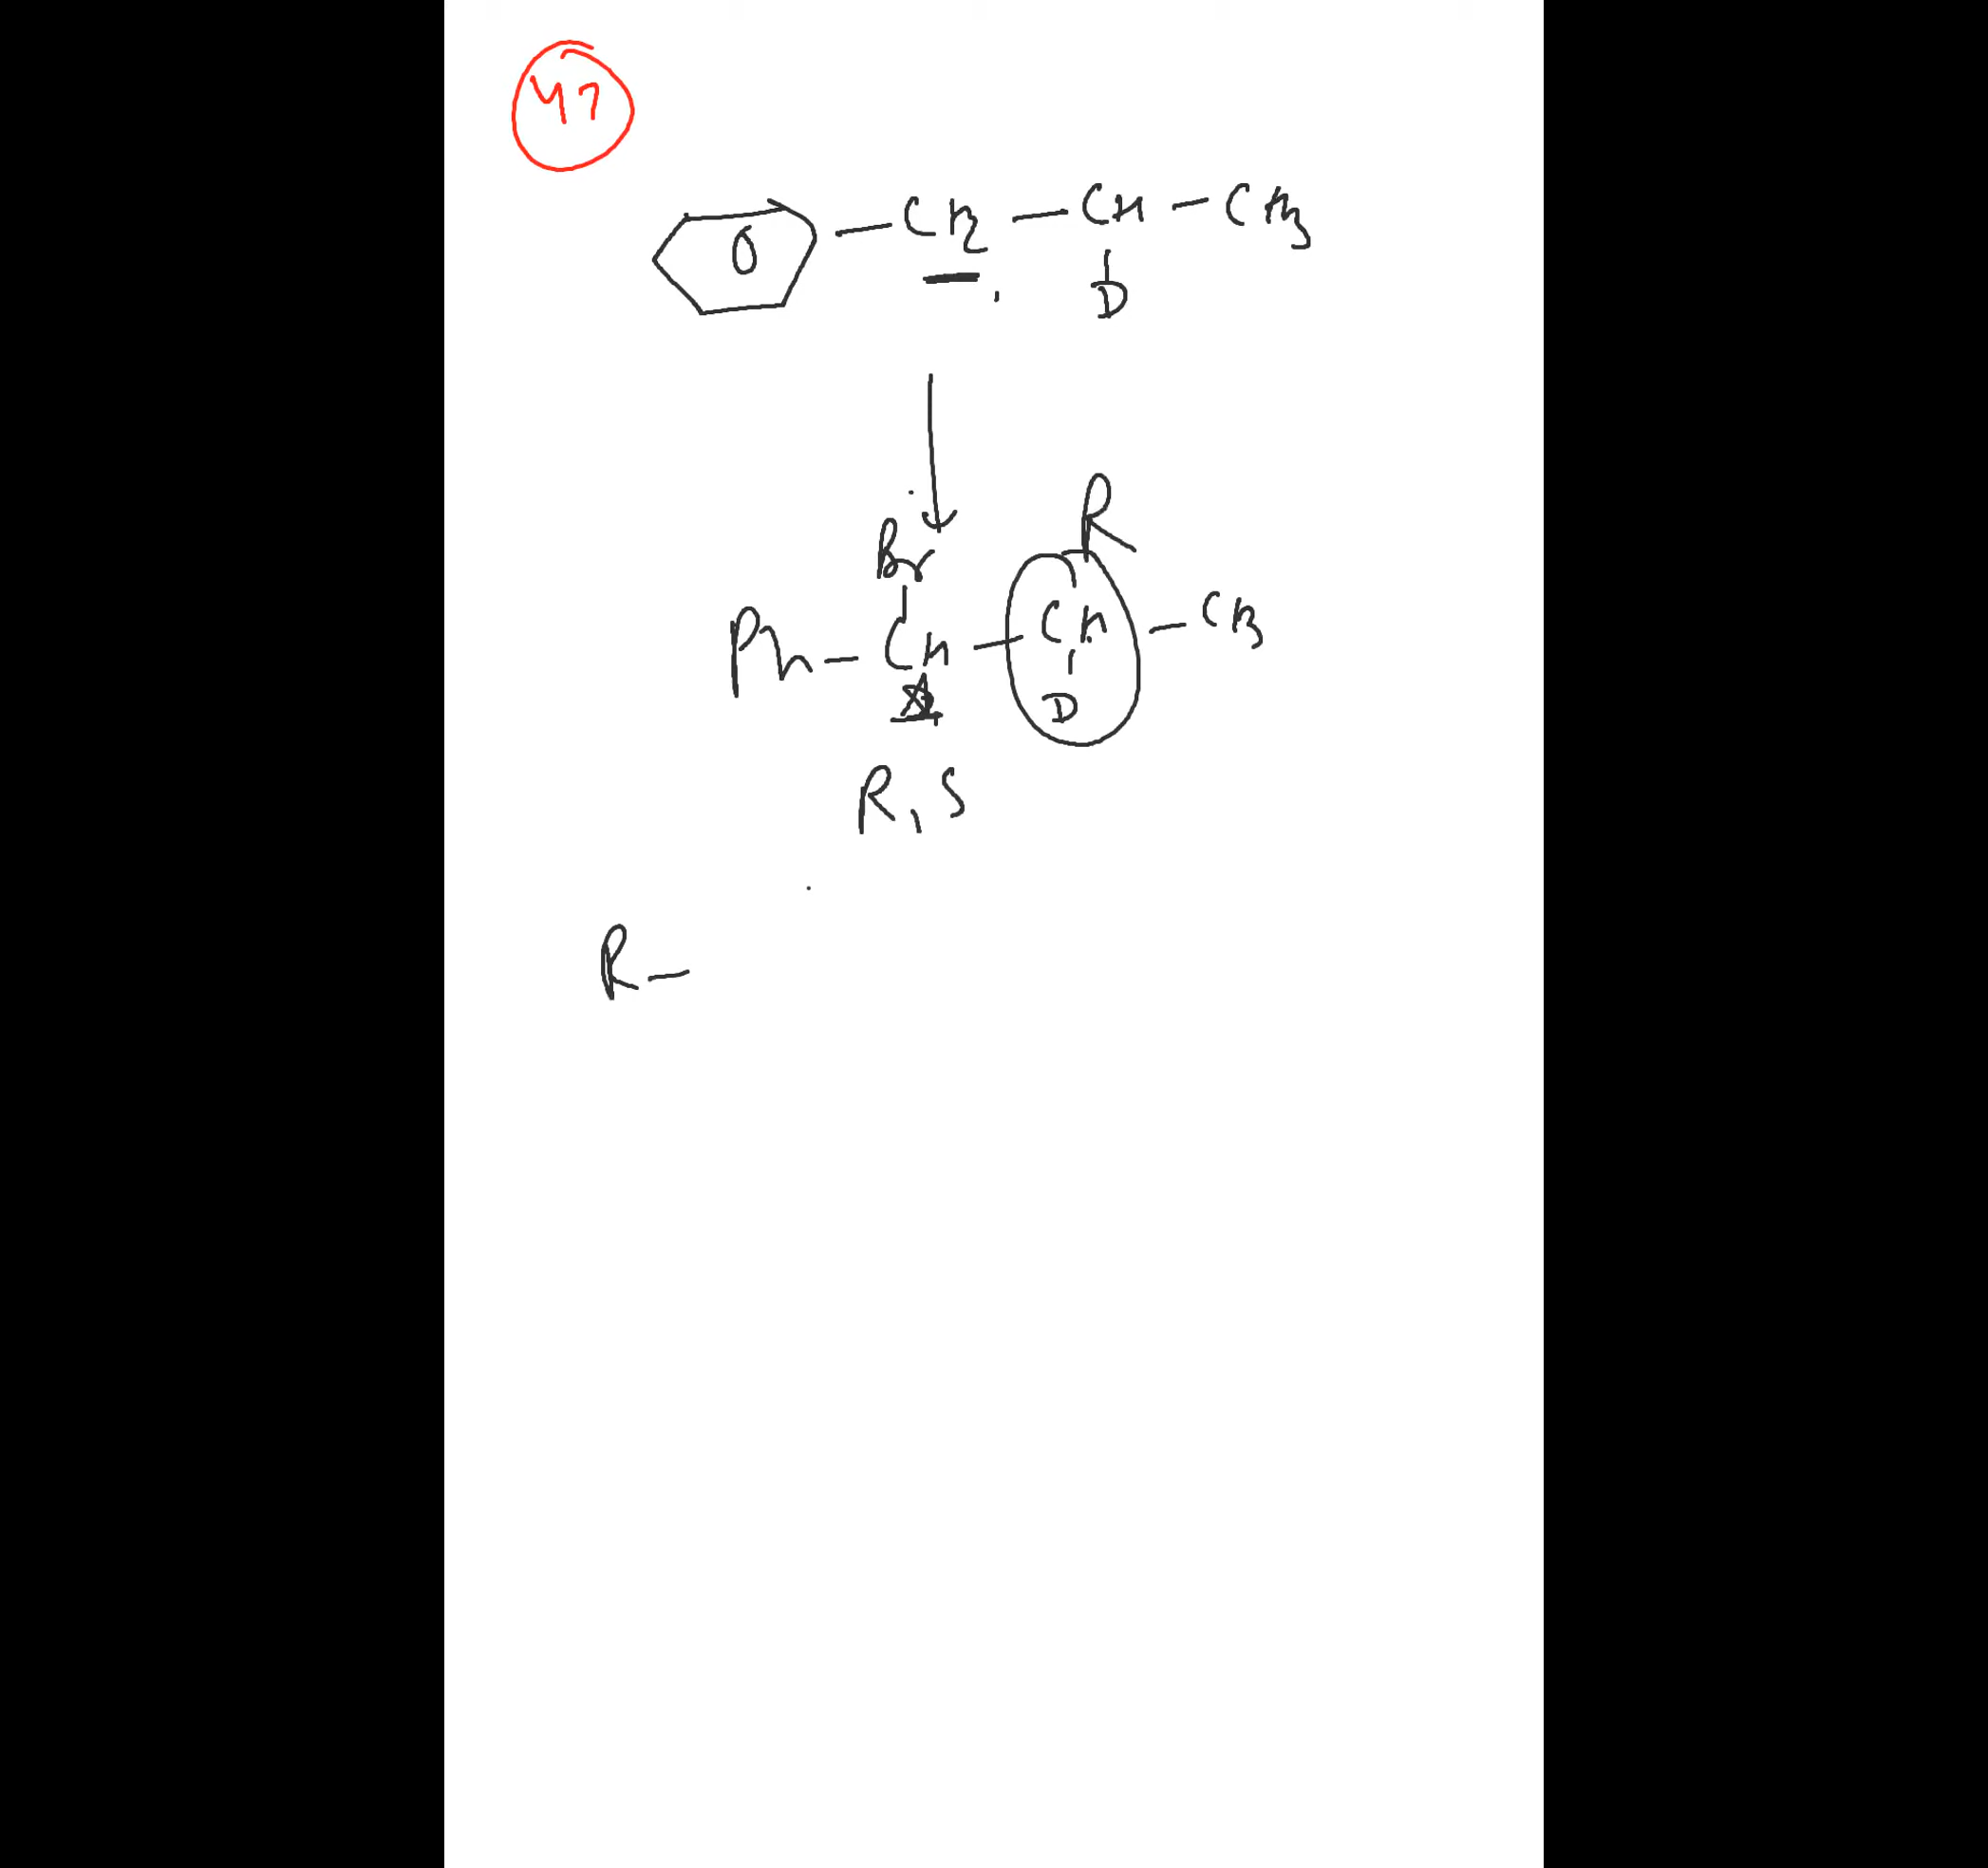 47
CH2 — CH — CH3
D
Br
R
Ph — CH — CH — CH3
D
R, S
R —